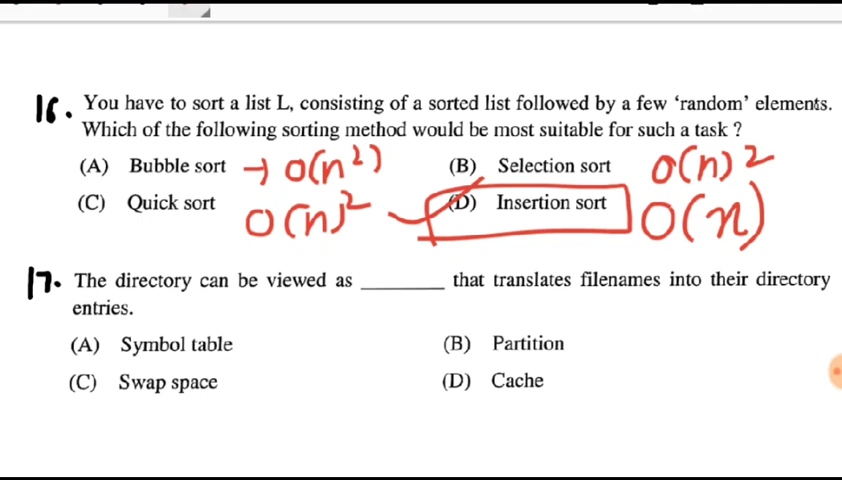 16. You have to sort a list L, consisting of a sorted list followed by a few ‘random’ elements.
Which of the following sorting method would be most suitable for such a task ?
(A) Bubble sort → O(n²) (B) Selection sort O(n)²
(C) Quick sort O(n)² (D) Insertion sort O(n)
17. The directory can be viewed as ________ that translates filenames into their directory
entries.
(A) Symbol table (B) Partition
(C) Swap space (D) Cache